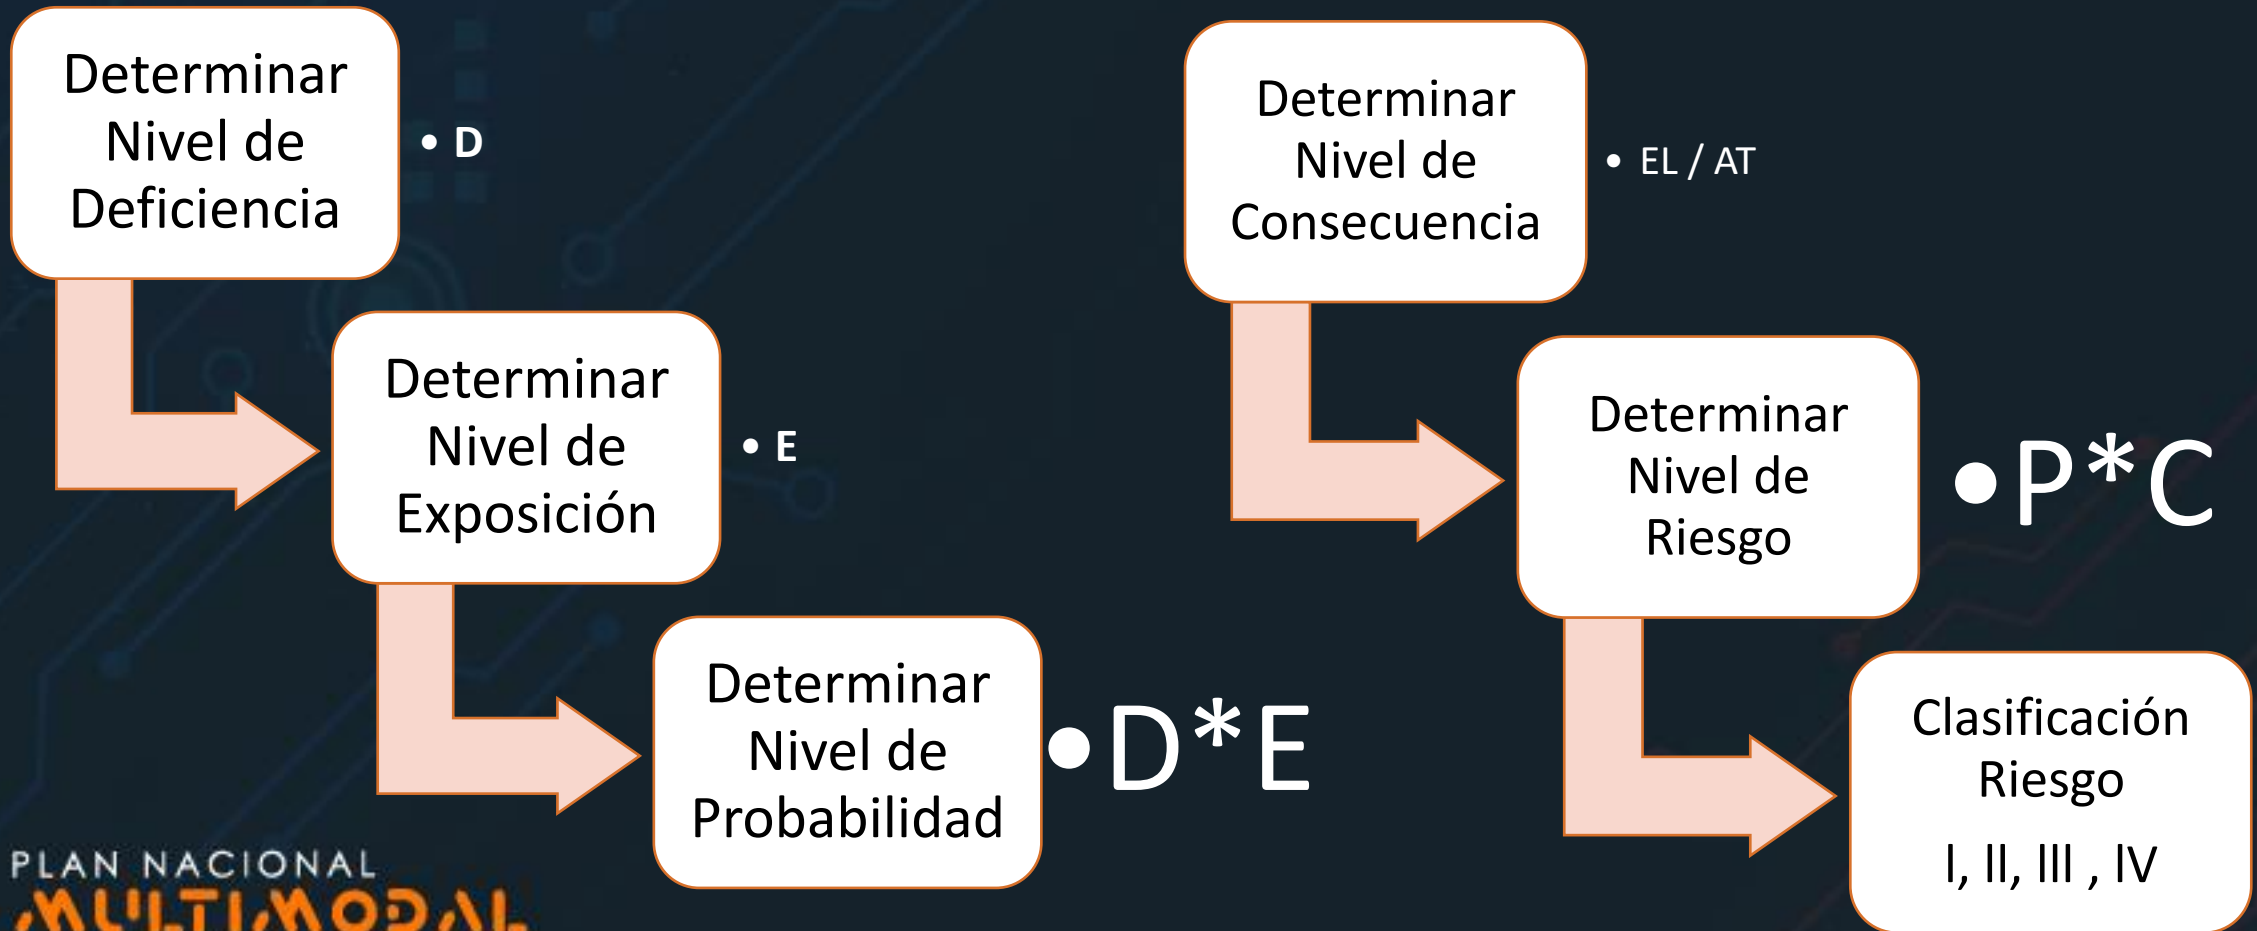 Determinar
Nivel de
Deficiencia
• D
Determinar
Nivel de
Exposición
• E
Determinar
Nivel de
Probabilidad
•D*E
Determinar
Nivel de
Consecuencia
• EL / AT
Determinar
Nivel de
Riesgo
•P*C
Clasificación
Riesgo
I, II, III , IV
PLAN NACIONAL
MULTIMODAL